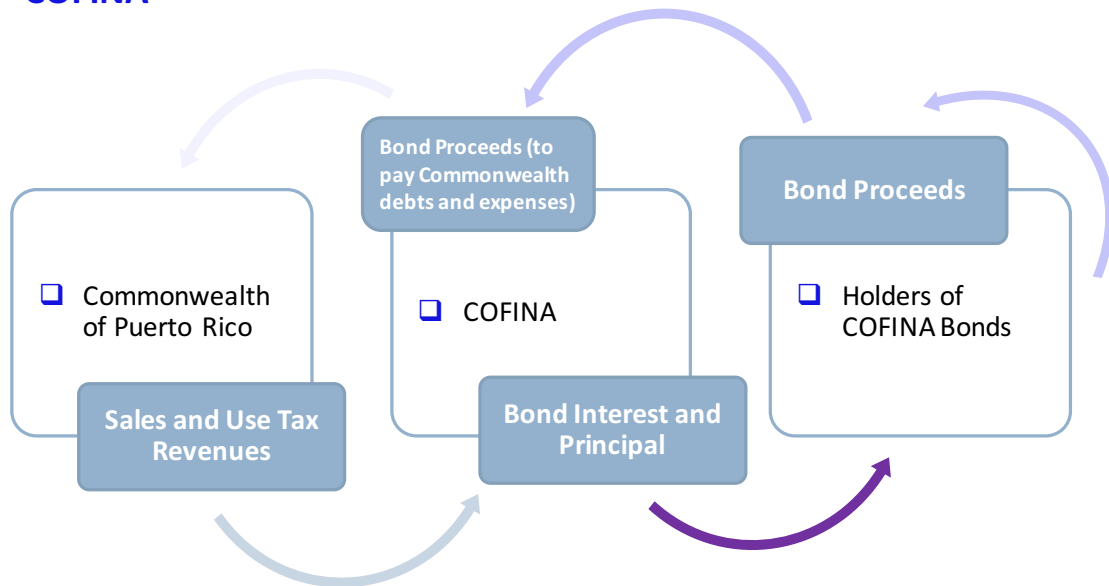 COFINA
Bond Proceeds (to
pay Commonwealth
debts and expenses)
Bond Proceeds
Commonwealth
of Puerto Rico
COFINA
Holders of
COFINA Bonds
Sales and Use Tax
Revenues
Bond Interest and
Principal